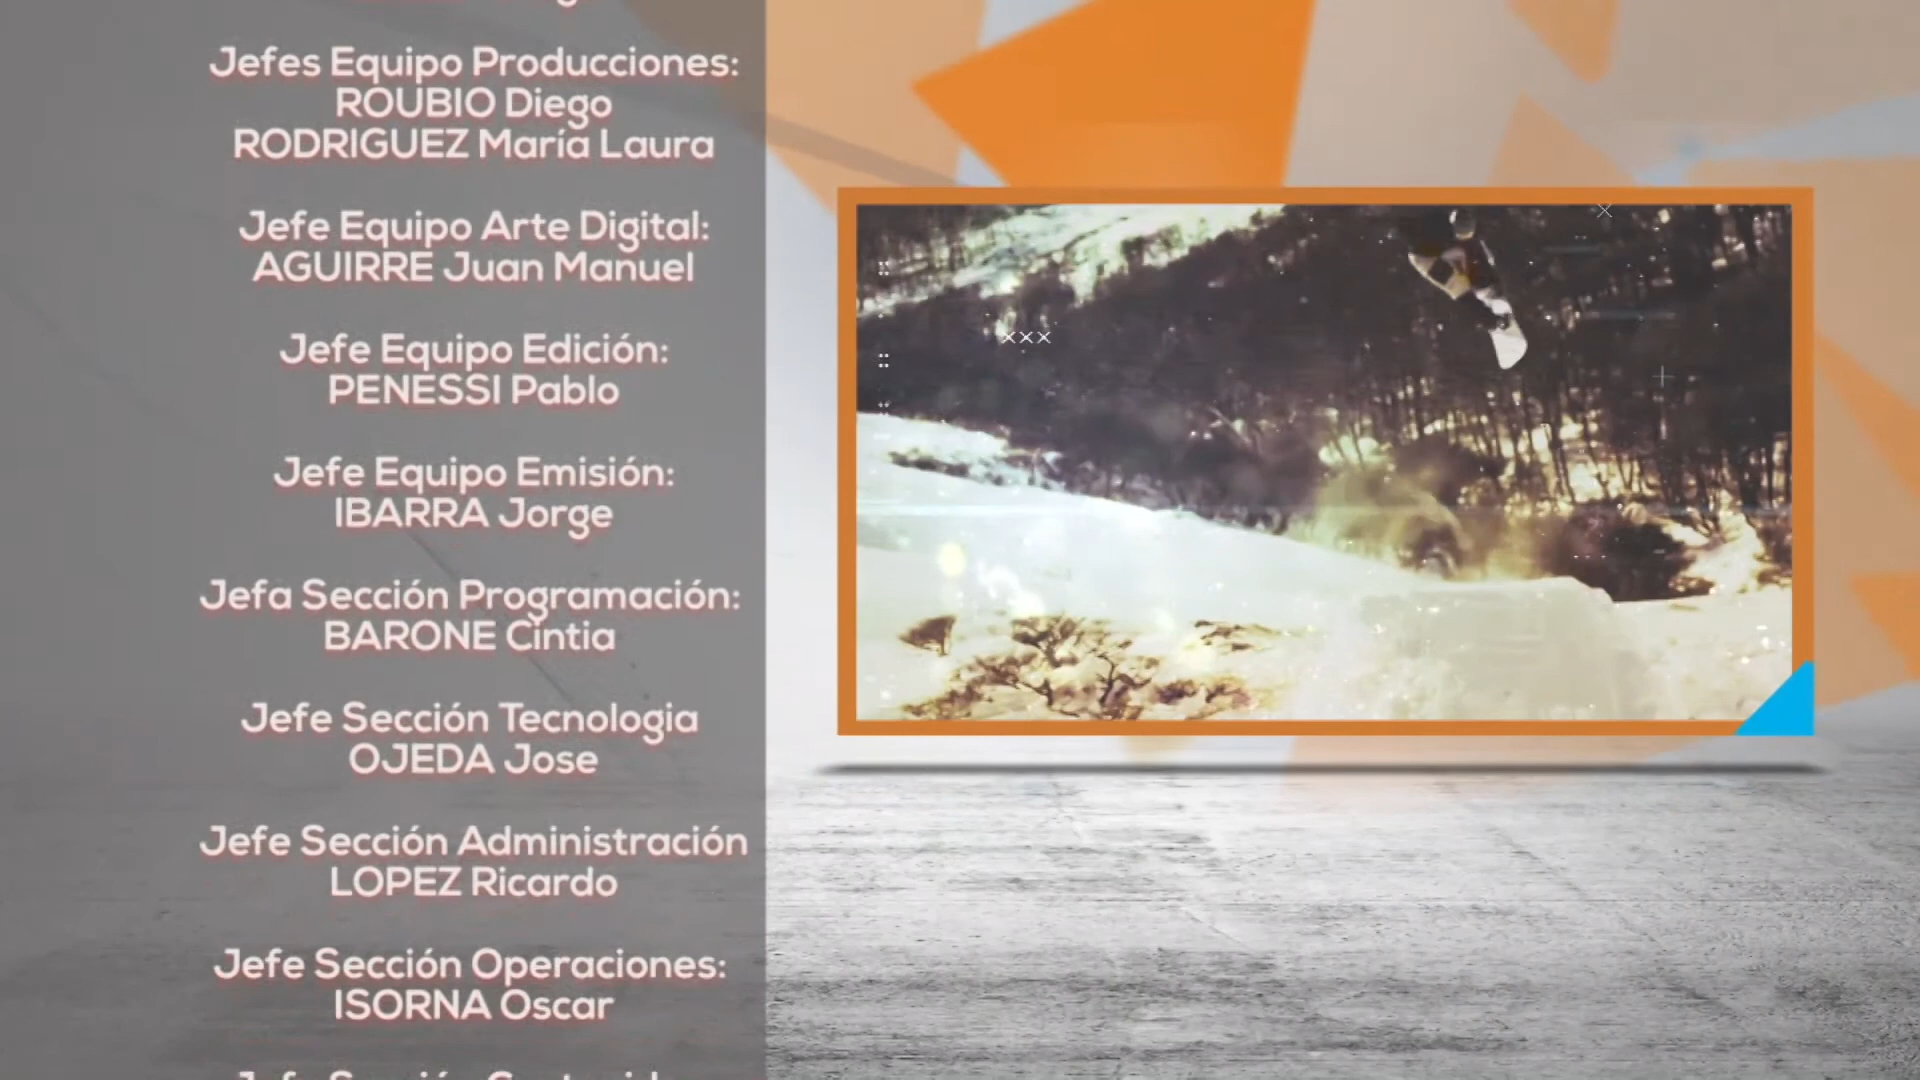 Jefes Equipo Producciones:
ROUBIO Diego
RODRIGUEZ María Laura
Jefe Equipo Arte Digital:
AGUIRRE Juan Manuel
Jefe Equipo Edición:
PENESSI Pablo
Jefe Equipo Emisión:
IBARRA Jorge
Jefa Sección Programación:
BARONE Cintia
Jefe Sección Tecnologia
OJEDA Jose
Jefe Sección Administración
LOPEZ Ricardo
Jefe Sección Operaciones:
ISORNA Oscar